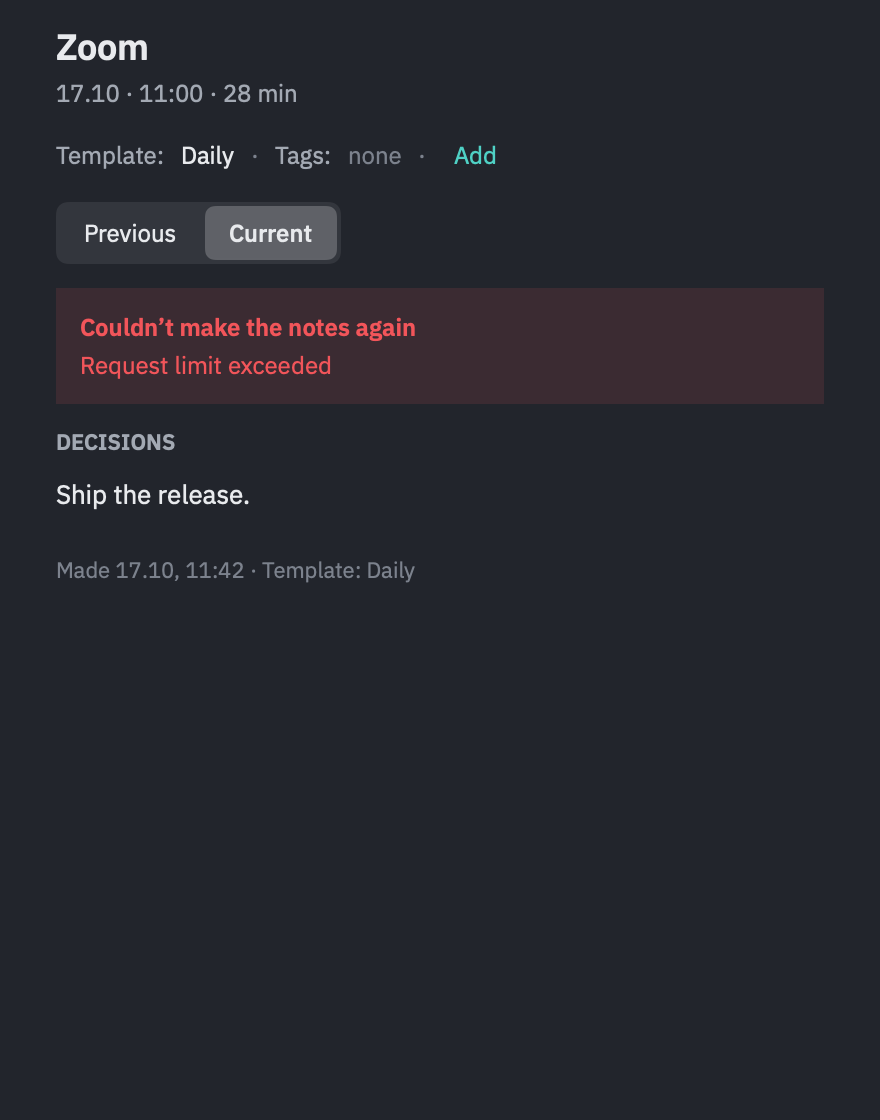 Zoom
17.10 · 11:00 · 28 min
Template: Daily · Tags: none · Add
Previous Current
Couldn’t make the notes again
Request limit exceeded
DECISIONS
Ship the release.
Made 17.10, 11:42 · Template: Daily